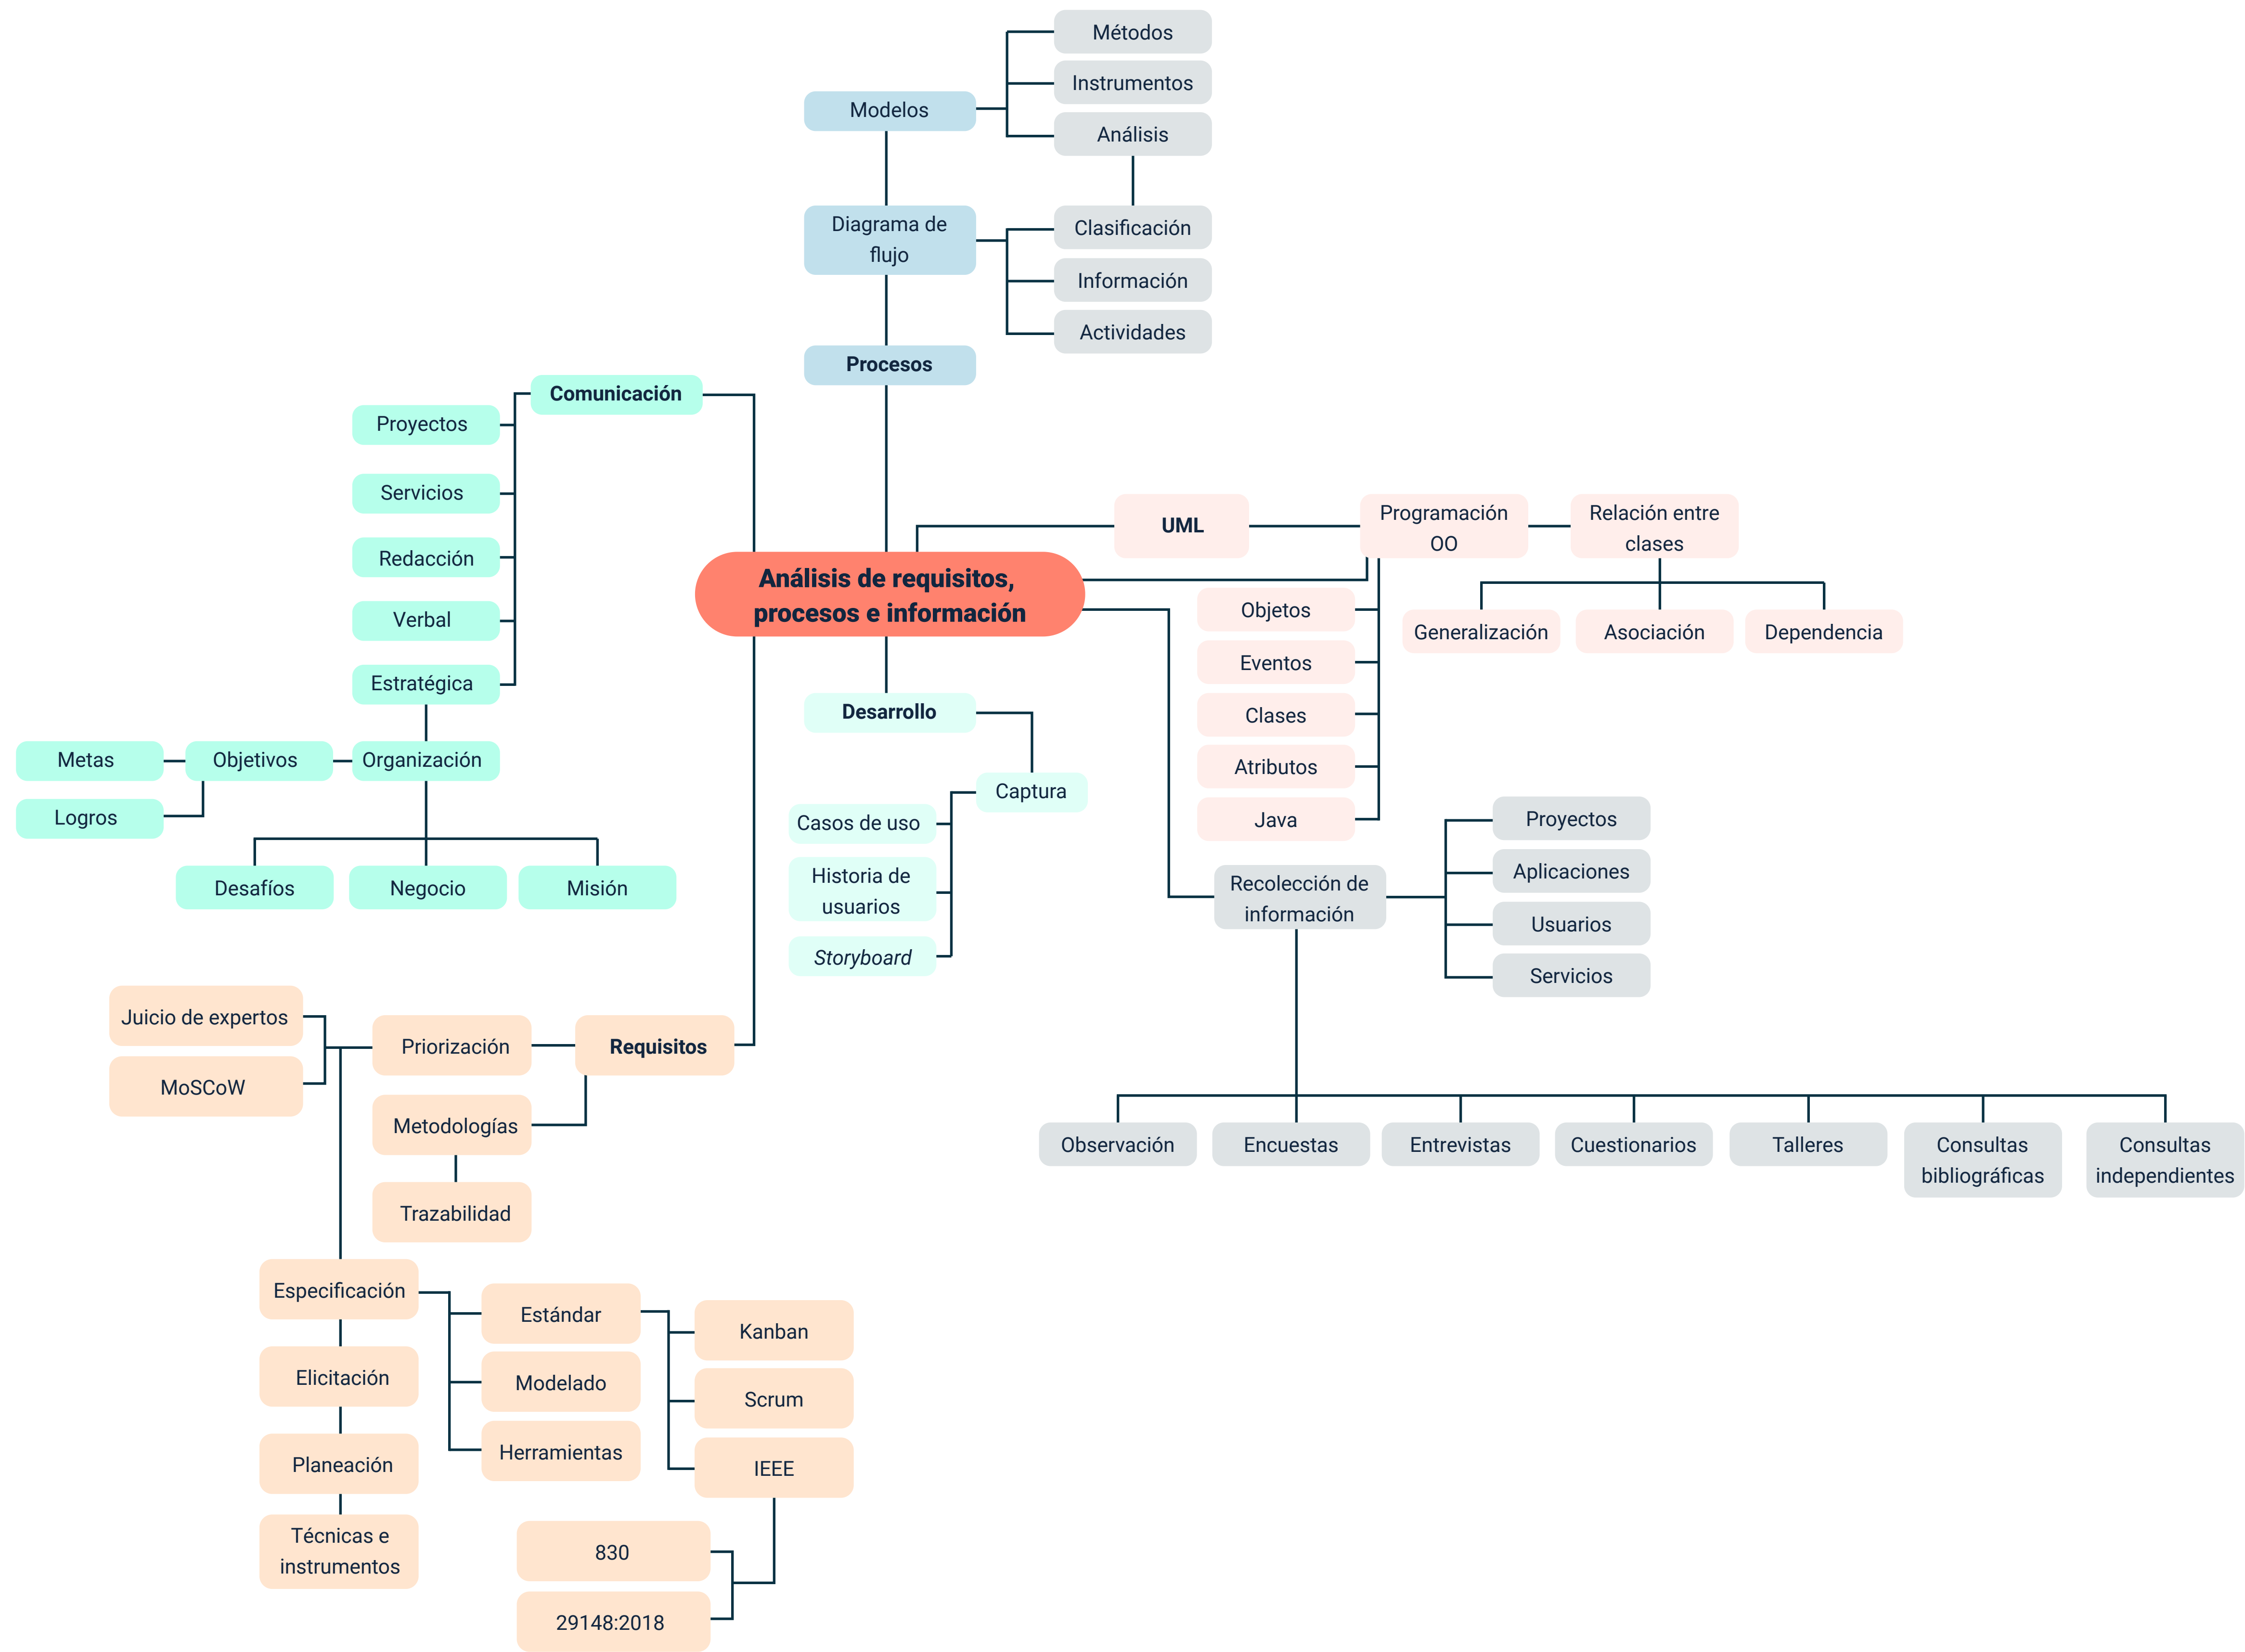 Métodos
Instrumentos
Modelos
Análisis
Diagrama de
flujo
Clasificación
Información
Actividades
Procesos
Comunicación
Proyectos
Servicios
Redacción
Verbal
Estratégica
Metas
Objetivos
Organización
Logros
Desafíos
Negocio
Misión
UML
Programación
OO
Relación entre
clases
Análisis de requisitos,
procesos e información
Objetos
Eventos
Clases
Atributos
Java
Generalización
Asociación
Dependencia
Desarrollo
Captura
Casos de uso
Historia de
usuarios
Storyboard
Recolección de
información
Proyectos
Aplicaciones
Usuarios
Servicios
Observación
Encuestas
Entrevistas
Cuestionarios
Talleres
Consultas
bibliográficas
Consultas
independientes
Juicio de expertos
MoSCoW
Priorización
Requisitos
Metodologías
Trazabilidad
Especificación
Elicitación
Planeación
Técnicas e
instrumentos
Estándar
Modelado
Herramientas
Kanban
Scrum
IEEE
830
29148:2018